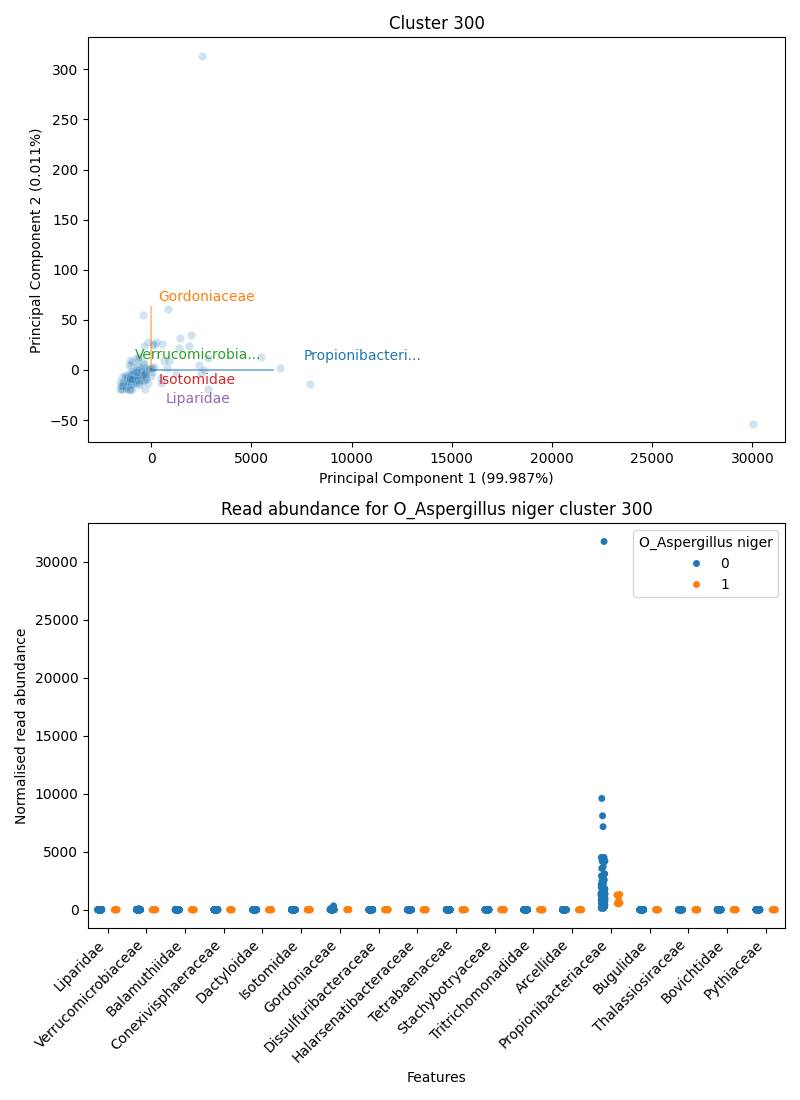 Cluster 300
Principal Component 2 (0.011%)
300
250
200
150
100
50
0
−50
Gordoniaceae
Verrucomicrobia...
Propionibacteri...
Isotomidae
Liparidae
0 5000 10000 15000 20000 25000 30000
Principal Component 1 (99.987%)
Read abundance for O_Aspergillus niger cluster 300
Normalised read abundance
30000
25000
20000
15000
10000
5000
0
O_Aspergillus niger
0
1
Liparidae
Verrucomicrobiaceae
Balamuthiidae
Conexivisphaeraceae
Dactyloidae
Isotomidae
Gordoniaceae
Dissulfuribacteraceae
Halarsenatibacteraceae
Tetrabaenaceae
Stachybotryaceae
Tritrichomonadidae
Arcellidae
Propionibacteriaceae
Bugulidae
Thalassiosiraceae
Bovichtidae
Pythiaceae
Features